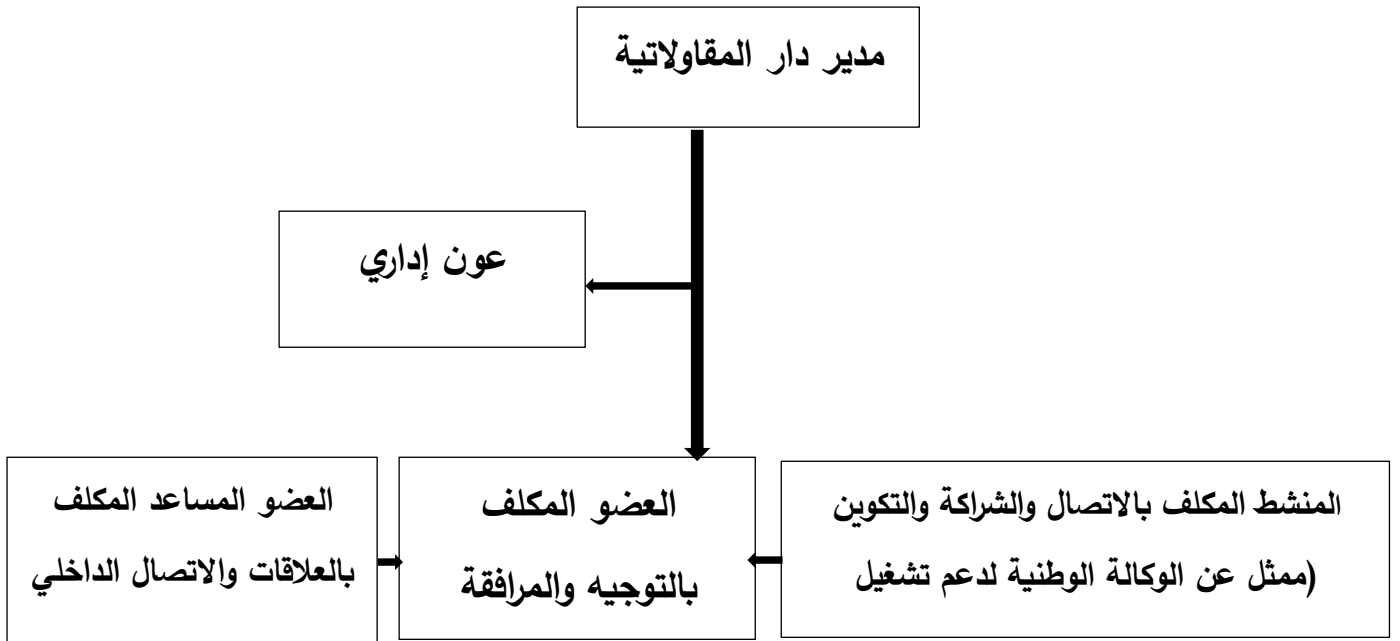 مدير دار المقاولاتية
عون إداري
المنشط المكلف بالاتصال والشراكة والتكوين
(ممثل عن الوكالة الوطنية لدعم تشغيل
العضو المكلف
بالتوجيه والمرافقة
العضو المساعد المكلف
بالعلاقات والاتصال الداخلي